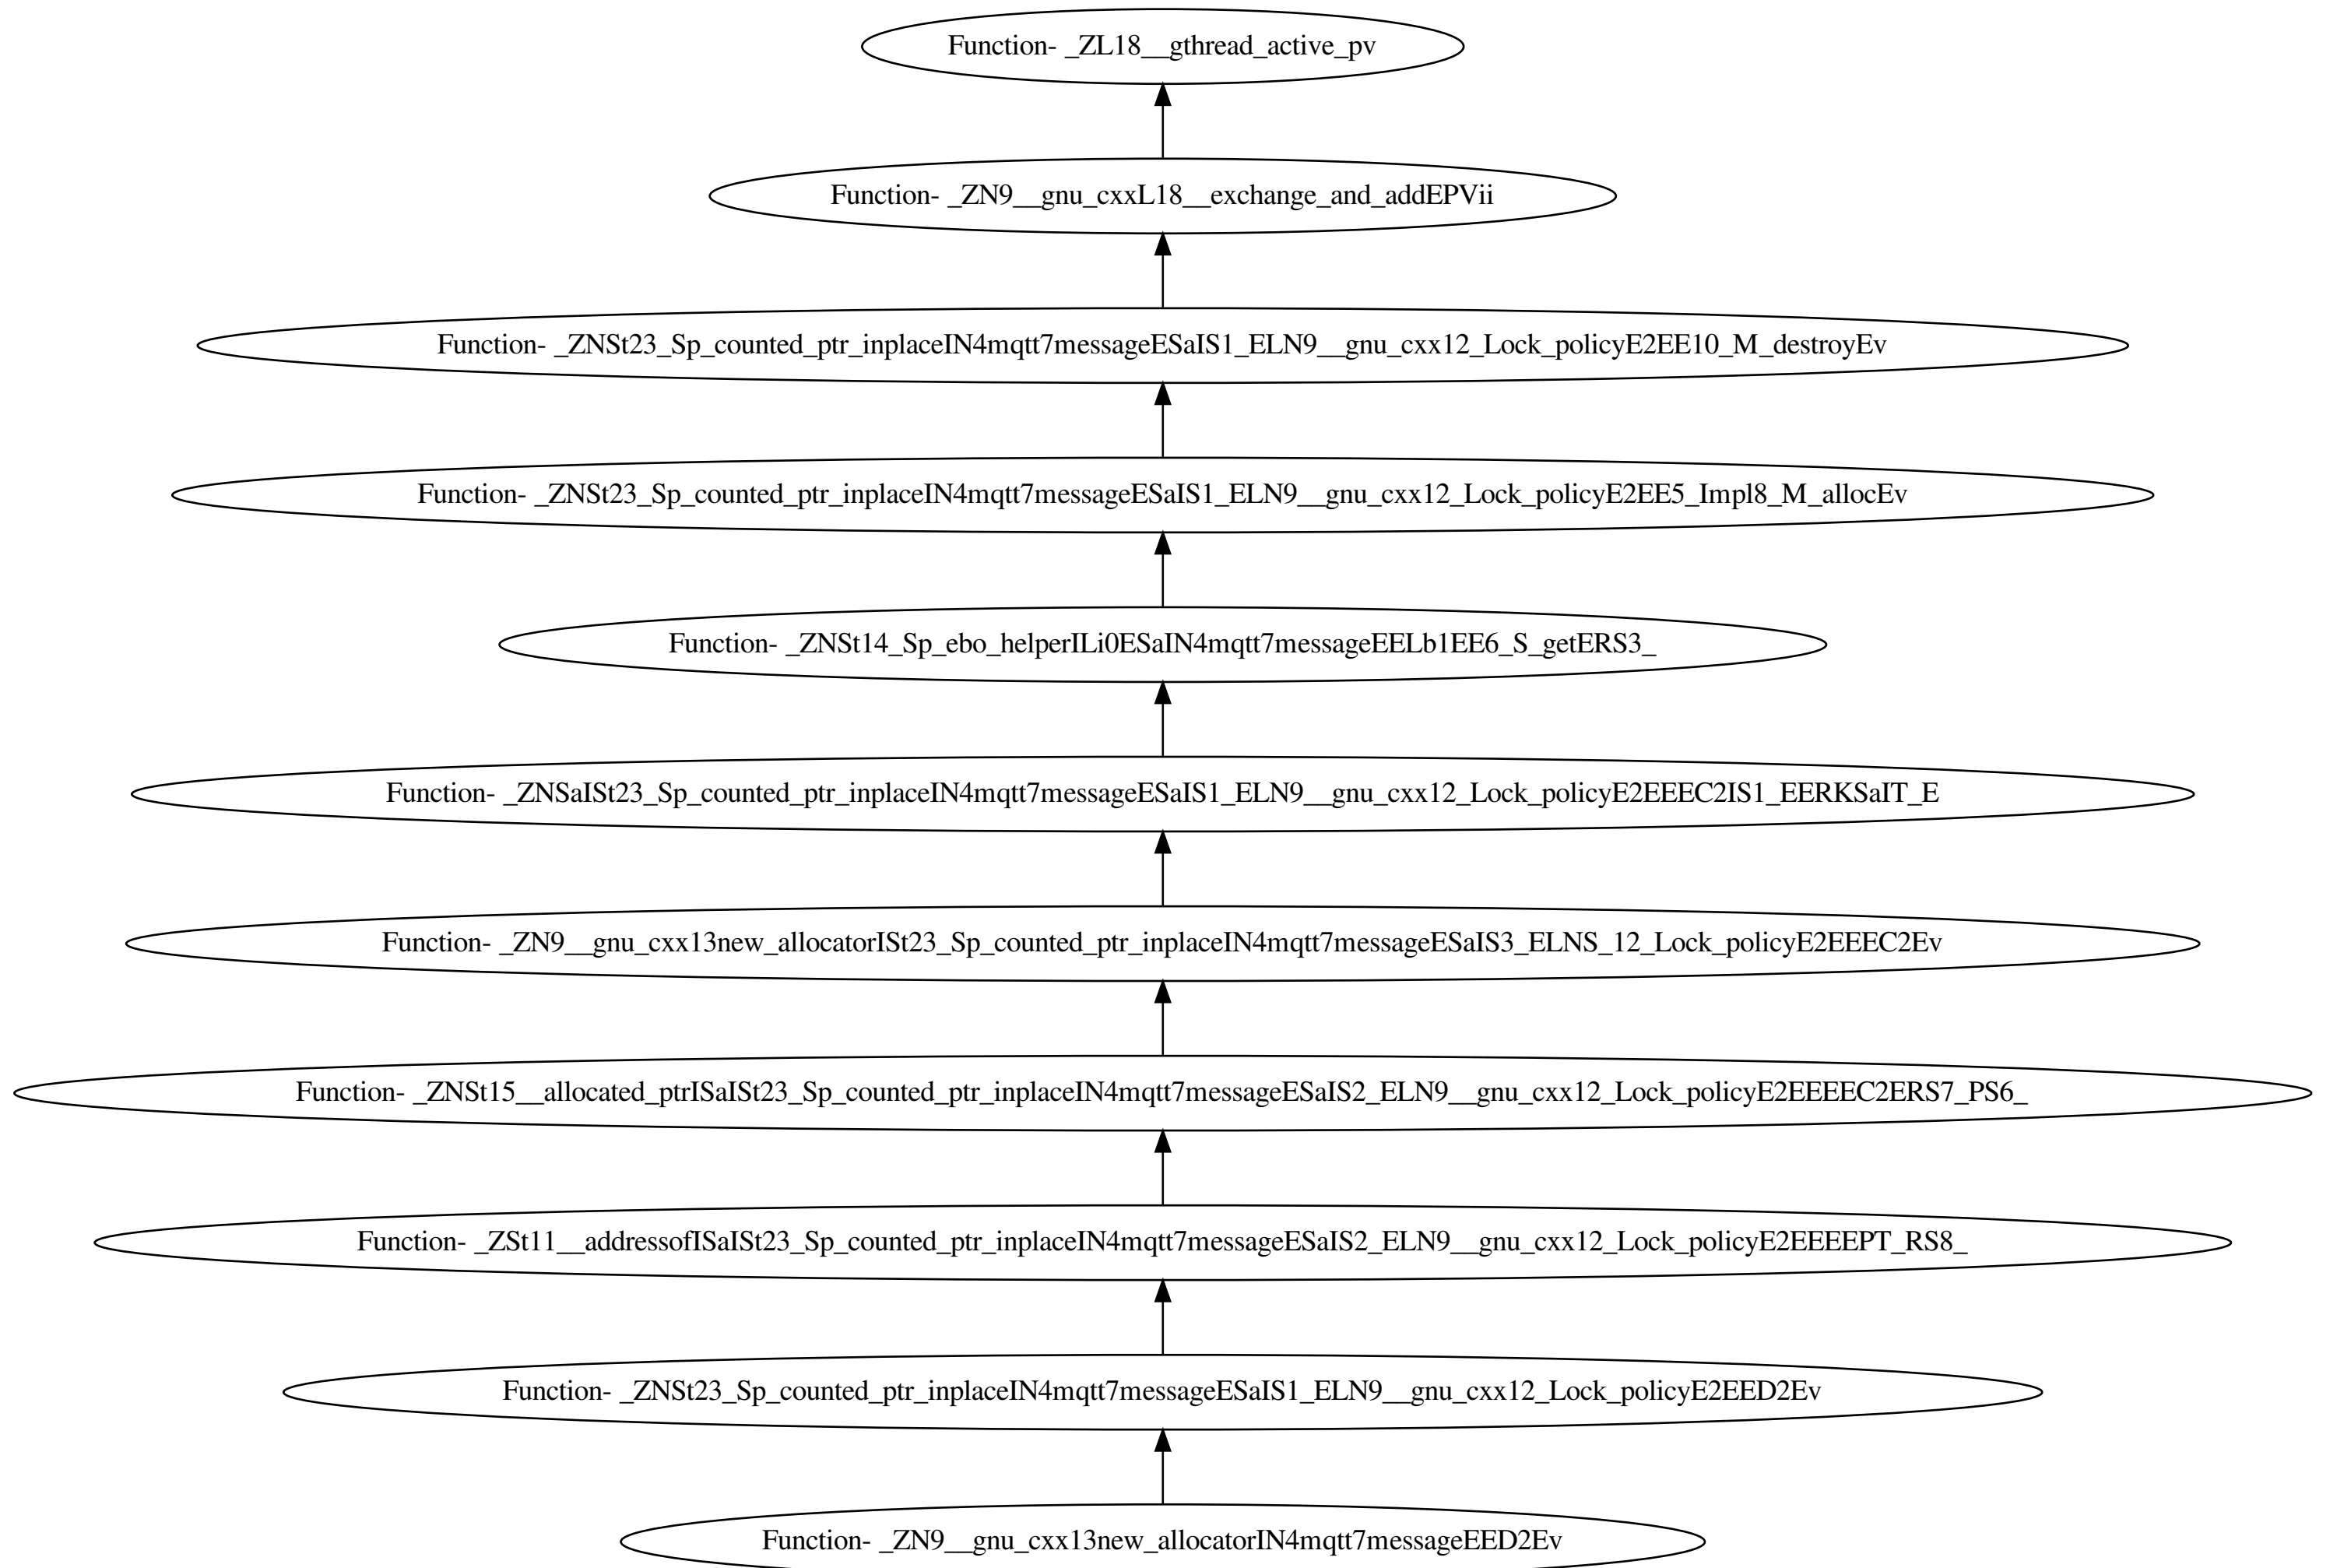 Function- _ZL18__gthread_active_pv
Function- _ZN9__gnu_cxxL18__exchange_and_addEPVii
Function- _ZNSt23_Sp_counted_ptr_inplaceIN4mqtt7messageESaIS1_ELN9__gnu_cxx12_Lock_policyE2EE10_M_destroyEv
Function- _ZNSt23_Sp_counted_ptr_inplaceIN4mqtt7messageESaIS1_ELN9__gnu_cxx12_Lock_policyE2EE5_Impl8_M_allocEv
Function- _ZNSt14_Sp_ebo_helperILi0ESaIN4mqtt7messageEELb1EE6_S_getERS3_
Function- _ZNSaISt23_Sp_counted_ptr_inplaceIN4mqtt7messageESaIS1_ELN9__gnu_cxx12_Lock_policyE2EEEC2IS1_EERKSaIT_E
Function- _ZN9__gnu_cxx13new_allocatorISt23_Sp_counted_ptr_inplaceIN4mqtt7messageESaIS3_ELNS_12_Lock_policyE2EEEC2Ev
Function- _ZNSt15__allocated_ptrISaISt23_Sp_counted_ptr_inplaceIN4mqtt7messageESaIS2_ELN9__gnu_cxx12_Lock_policyE2EEEEC2ERS7_PS6_
Function- _ZSt11__addressofISaISt23_Sp_counted_ptr_inplaceIN4mqtt7messageESaIS2_ELN9__gnu_cxx12_Lock_policyE2EEEEPT_RS8_
Function- _ZNSt23_Sp_counted_ptr_inplaceIN4mqtt7messageESaIS1_ELN9__gnu_cxx12_Lock_policyE2EED2Ev
Function- _ZN9__gnu_cxx13new_allocatorIN4mqtt7messageEED2Ev